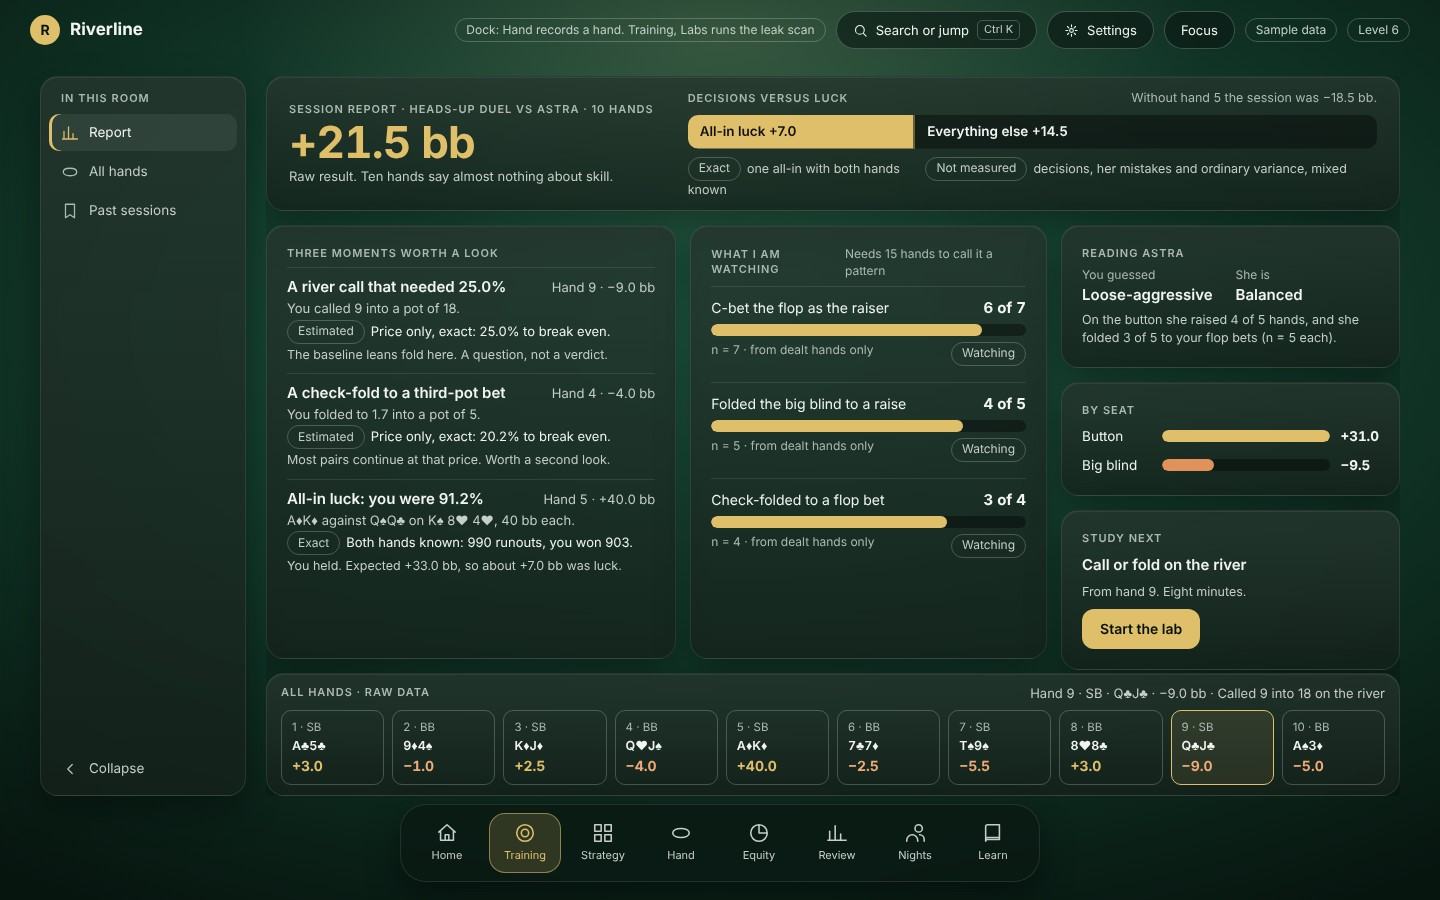 R Riverline
Dock: Hand records a hand. Training, Labs runs the leak scan
Search or jump Ctrl K
Settings
Focus
Sample data
Level 6
IN THIS ROOM
Report
All hands
Past sessions
Collapse
SESSION REPORT · HEADS-UP DUEL VS ASTRA · 10 HANDS
+21.5 bb
Raw result. Ten hands say almost nothing about skill.
DECISIONS VERSUS LUCK
Without hand 5 the session was −18.5 bb.
All-in luck +7.0
Everything else +14.5
Exact one all-in with both hands
known
Not measured decisions, her mistakes and ordinary variance, mixed
THREE MOMENTS WORTH A LOOK
A river call that needed 25.0% Hand 9 · −9.0 bb
You called 9 into a pot of 18.
Estimated Price only, exact: 25.0% to break even.
The baseline leans fold here. A question, not a verdict.
A check-fold to a third-pot bet Hand 4 · −4.0 bb
You folded to 1.7 into a pot of 5.
Estimated Price only, exact: 20.2% to break even.
Most pairs continue at that price. Worth a second look.
All-in luck: you were 91.2% Hand 5 · +40.0 bb
A♦K♦ against Q♠Q♣ on K♠ 8♥ 4♥, 40 bb each.
Exact Both hands known: 990 runouts, you won 903.
You held. Expected +33.0 bb, so about +7.0 bb was luck.
WHAT I AM
WATCHING
Needs 15 hands to call it a
pattern
C-bet the flop as the raiser 6 of 7
n = 7 · from dealt hands only Watching
Folded the big blind to a raise 4 of 5
n = 5 · from dealt hands only Watching
Check-folded to a flop bet 3 of 4
n = 4 · from dealt hands only Watching
READING ASTRA
You guessed She is
Loose-aggressive Balanced
On the button she raised 4 of 5 hands, and she
folded 3 of 5 to your flop bets (n = 5 each).
BY SEAT
Button +31.0
Big blind −9.5
STUDY NEXT
Call or fold on the river
From hand 9. Eight minutes.
Start the lab
ALL HANDS · RAW DATA
Hand 9 · SB · Q♣J♣ · −9.0 bb · Called 9 into 18 on the river
1 · SB
A♣5♣
+3.0
2 · BB
9♦4♠
−1.0
3 · SB
K♦J♦
+2.5
4 · BB
Q♥J♠
−4.0
5 · SB
A♦K♦
+40.0
6 · BB
7♣7♦
−2.5
7 · SB
T♠9♠
−5.5
8 · BB
8♥8♣
+3.0
9 · SB
Q♣J♣
−9.0
10 · BB
A♠3♦
−5.0
Home
Training
Strategy
Hand
Equity
Review
Nights
Learn